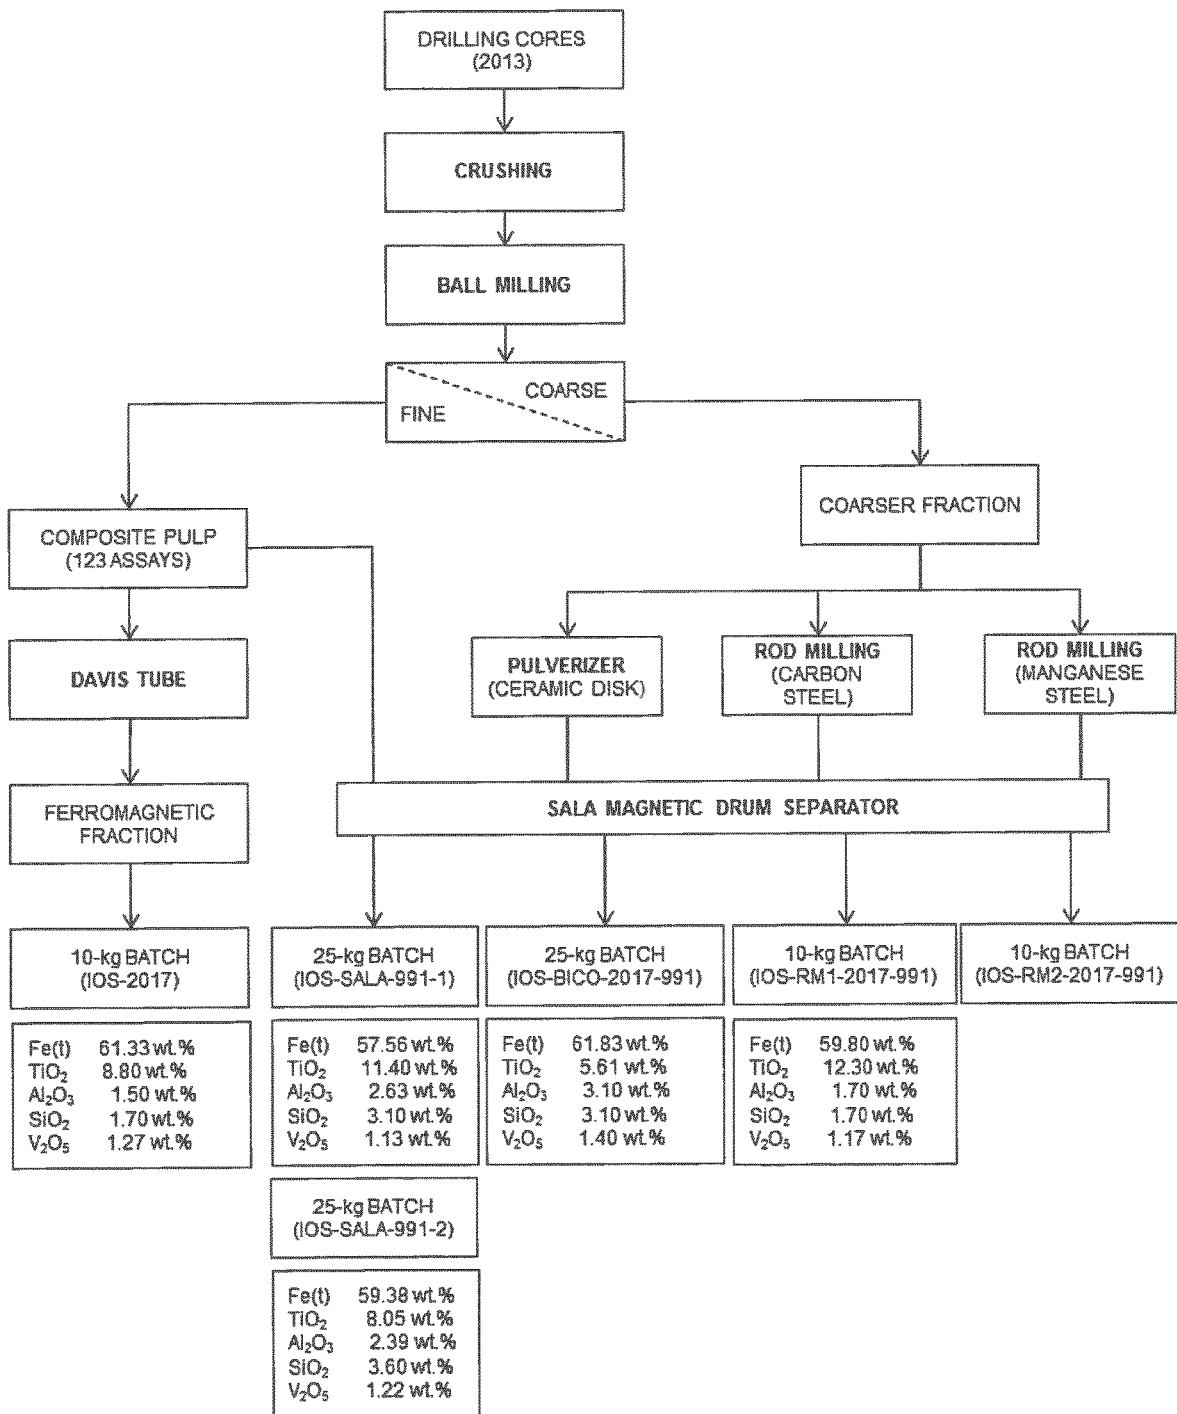 DRILLING CORES
(2013)
CRUSHING
BALL MILLING
COARSE
FINE
COARSER FRACTION
COMPOSITE PULP
(123 ASSAYS)
DAVIS TUBE
PULVERIZER
(CERAMIC DISK)
ROD MILLING
(CARBON
STEEL)
ROD MILLING
(MANGANESE
STEEL)
FERROMAGNETIC
FRACTION
SALA MAGNETIC DRUM SEPARATOR
10-kg BATCH
(IOS-2017)
25-kg BATCH
(IOS-SALA-991-1)
25-kg BATCH
(IOS-BICO-2017-991)
10-kg BATCH
(IOS-RM1-2017-991)
10-kg BATCH
(IOS-RM2-2017-991)
Fe(t) 61.33 wt.%
TiO₂ 8.80 wt.%
Al₂O₃ 1.50 wt.%
SiO₂ 1.70 wt.%
V₂O₅ 1.27 wt.%
Fe(t) 57.56 wt.%
TiO₂ 11.40 wt.%
Al₂O₃ 2.63 wt.%
SiO₂ 3.10 wt.%
V₂O₅ 1.13 wt.%
Fe(t) 61.83 wt.%
TiO₂ 5.61 wt.%
Al₂O₃ 3.10 wt.%
SiO₂ 3.10 wt.%
V₂O₅ 1.40 wt.%
Fe(t) 59.80 wt.%
TiO₂ 12.30 wt.%
Al₂O₃ 1.70 wt.%
SiO₂ 1.70 wt.%
V₂O₅ 1.17 wt.%
25-kg BATCH
(IOS-SALA-991-2)
Fe(t) 59.38 wt.%
TiO₂ 8.05 wt.%
Al₂O₃ 2.39 wt.%
SiO₂ 3.60 wt.%
V₂O₅ 1.22 wt.%